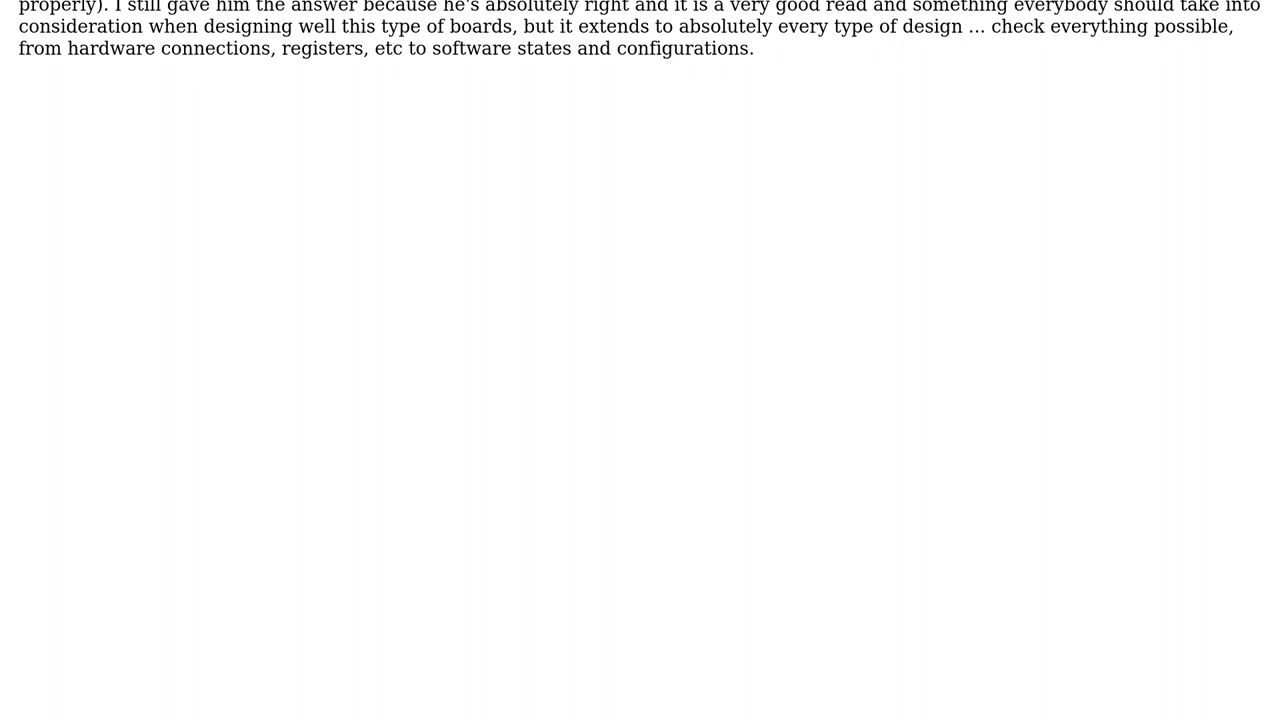 properly). I still gave him the answer because he's absolutely right and it is a very good read and something everybody should take into
consideration when designing well this type of boards, but it extends to absolutely every type of design ... check everything possible,
from hardware connections, registers, etc to software states and configurations.